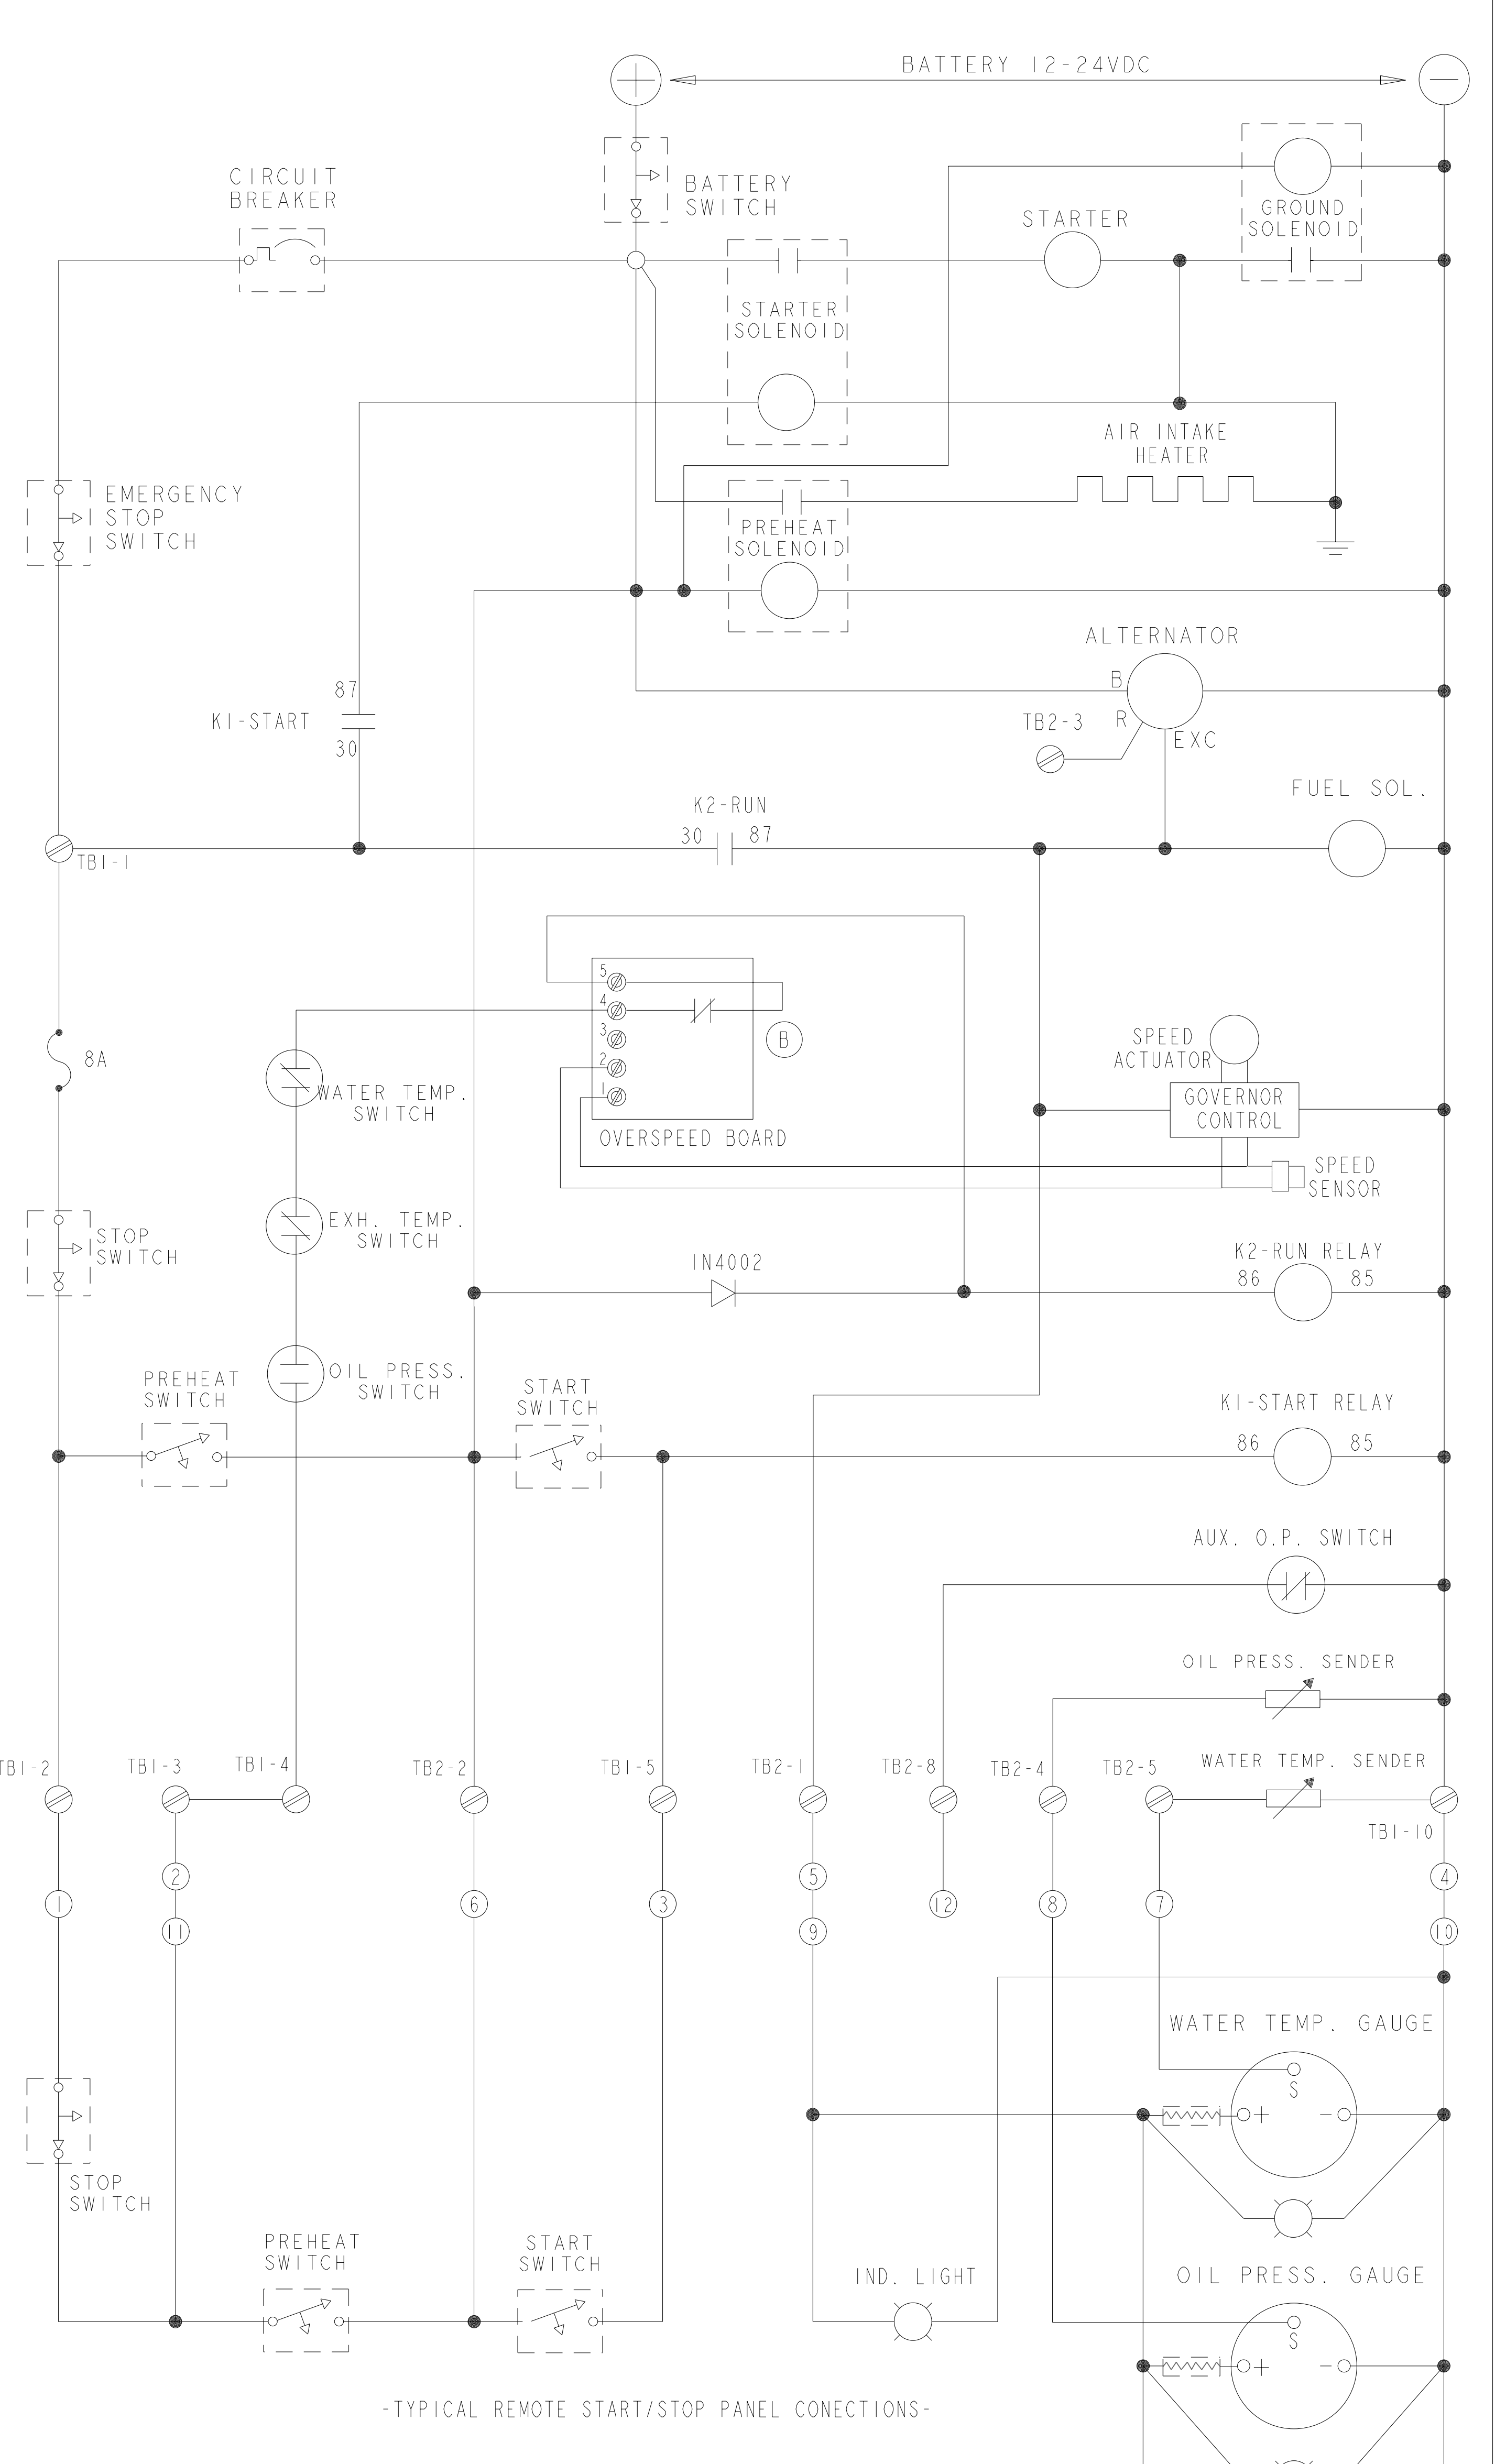 BATTERY 12-24VDC
CIRCUIT
BREAKER
BATTERY
SWITCH
STARTER
GROUND
SOLENOID
STARTER
SOLENOID
AIR INTAKE
HEATER
EMERGENCY
STOP
SWITCH
PREHEAT
SOLENOID
ALTERNATOR
B
R
EXC
TB2-3
87
K1-START
30
K2-RUN
30 87
FUEL SOL.
TB1-1
5
4
3
2
1
B
OVERSPEED BOARD
8A
WATER TEMP.
SWITCH
SPEED
ACTUATOR
GOVERNOR
CONTROL
SPEED
SENSOR
EXH. TEMP.
SWITCH
STOP
SWITCH
IN4002
K2-RUN RELAY
86 85
OIL PRESS.
SWITCH
PREHEAT
SWITCH
START
SWITCH
K1-START RELAY
86 85
AUX. O.P. SWITCH
OIL PRESS. SENDER
WATER TEMP. SENDER
TB1-2
TB1-3
TB1-4
TB2-2
TB1-5
TB2-1
TB2-8
TB2-4
TB2-5
TB1-10
2
5
4
1
6
3
12
8
7
11
9
10
WATER TEMP. GAUGE
S
+ -
STOP
SWITCH
PREHEAT
SWITCH
START
SWITCH
IND. LIGHT
OIL PRESS. GAUGE
S
+ -
-TYPICAL REMOTE START/STOP PANEL CONECTIONS-